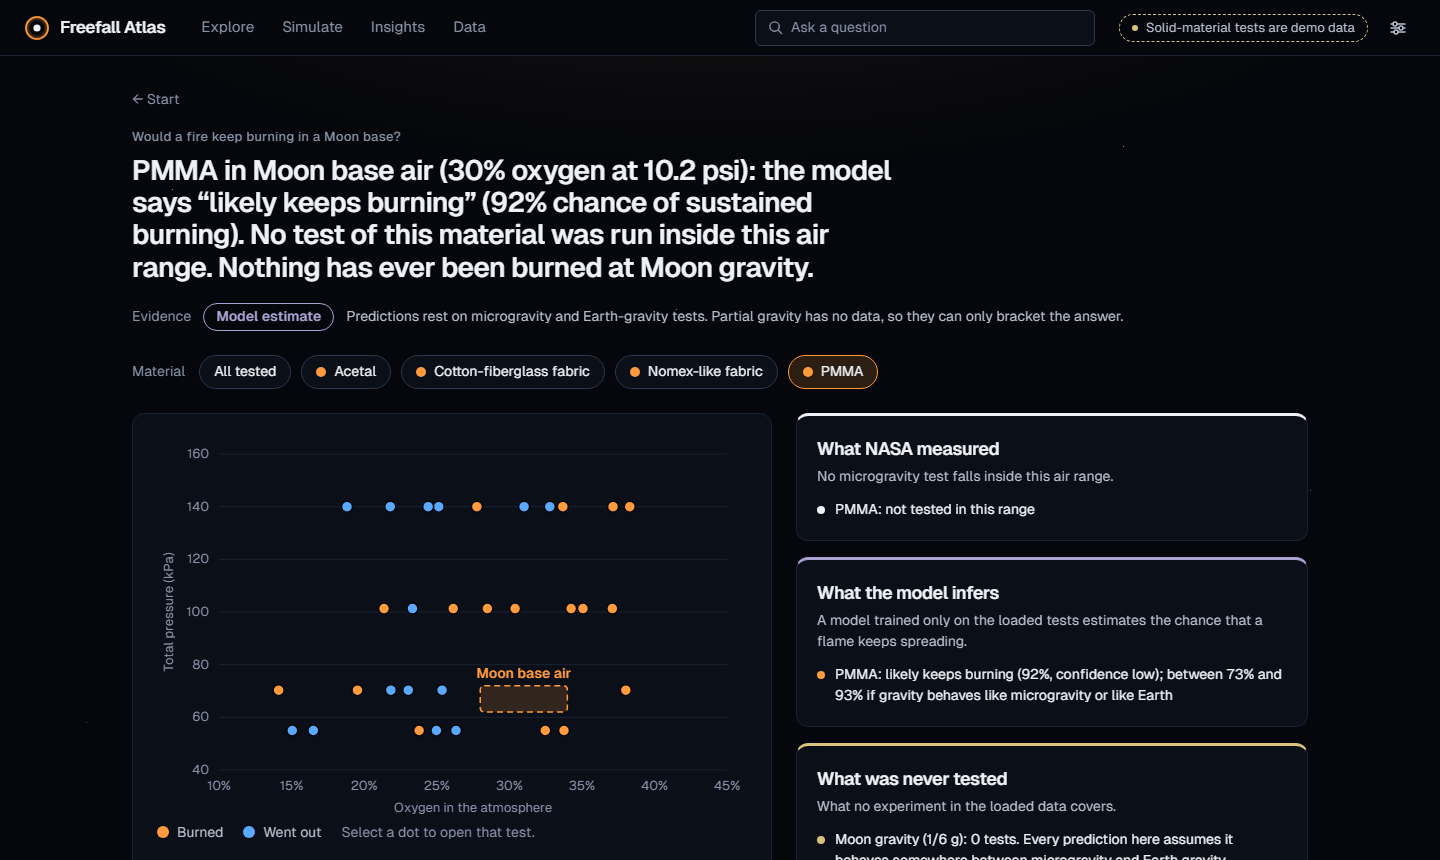 Freefall Atlas
Explore
Simulate
Insights
Data
Ask a question
Solid-material tests are demo data
← Start
Would a fire keep burning in a Moon base?
PMMA in Moon base air (30% oxygen at 10.2 psi): the model
says “likely keeps burning” (92% chance of sustained
burning). No test of this material was run inside this air
range. Nothing has ever been burned at Moon gravity.
Evidence
Model estimate
Predictions rest on microgravity and Earth-gravity tests. Partial gravity has no data, so they can only bracket the answer.
Material
All tested
Acetal
Cotton-fiberglass fabric
Nomex-like fabric
PMMA
160
140
120
100
80
60
40
Total pressure (kPa)
Moon base air
10%
15%
20%
25%
30%
35%
40%
45%
Oxygen in the atmosphere
Burned
Went out
Select a dot to open that test.
What NASA measured
No microgravity test falls inside this air range.
PMMA: not tested in this range
What the model infers
A model trained only on the loaded tests estimates the chance that a
flame keeps spreading.
PMMA: likely keeps burning (92%, confidence low); between 73% and
93% if gravity behaves like microgravity or like Earth
What was never tested
What no experiment in the loaded data covers.
Moon gravity (1/6 g): 0 tests. Every prediction here assumes it
behaves somewhere between microgravity and Earth gravity